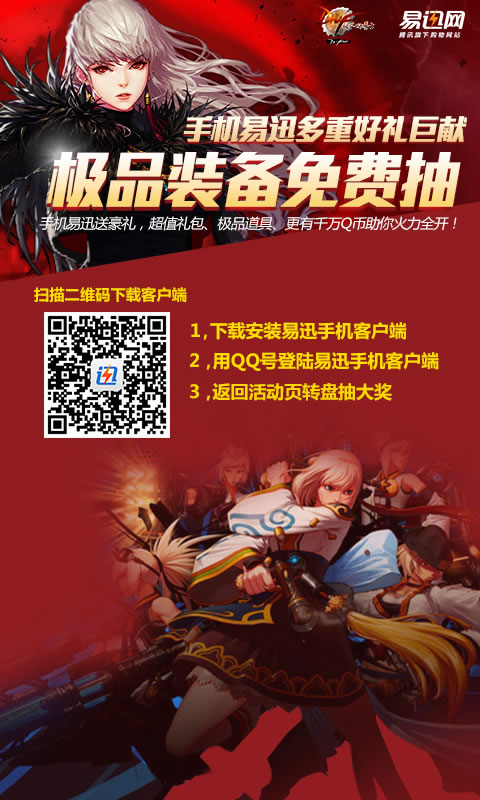 易迅网
腾讯旗下购物网站
手机易迅多重好礼巨献
极品装备免费抽
手机易迅送豪礼，超值礼包、极品道具、更有千万Q币助你火力全开！
扫描二维码下载客户端
迅
1，下载安装易迅手机客户端
2，用QQ号登陆易迅手机客户端
3，返回活动页转盘抽大奖